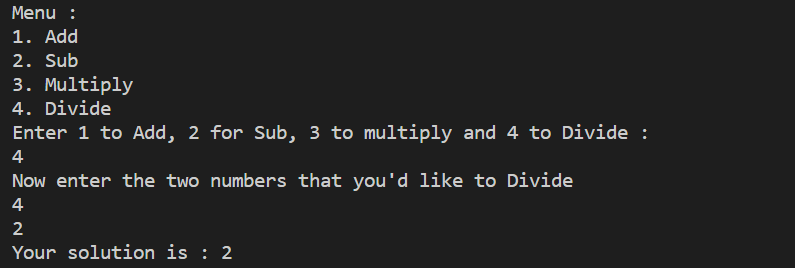 Menu :
1. Add
2. Sub
3. Multiply
4. Divide
Enter 1 to Add, 2 for Sub, 3 to multiply and 4 to Divide :
4
Now enter the two numbers that you'd like to Divide
4
2
Your solution is : 2